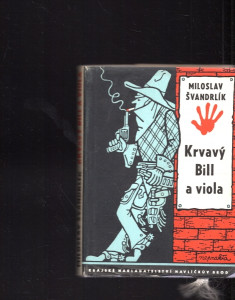 MILOSLAV
ŠVANDRLÍK
Krvavý
Bill
a viola
KRAJSKÉ NAKLADATELSTVÍ HAVLÍČKŮV BROD